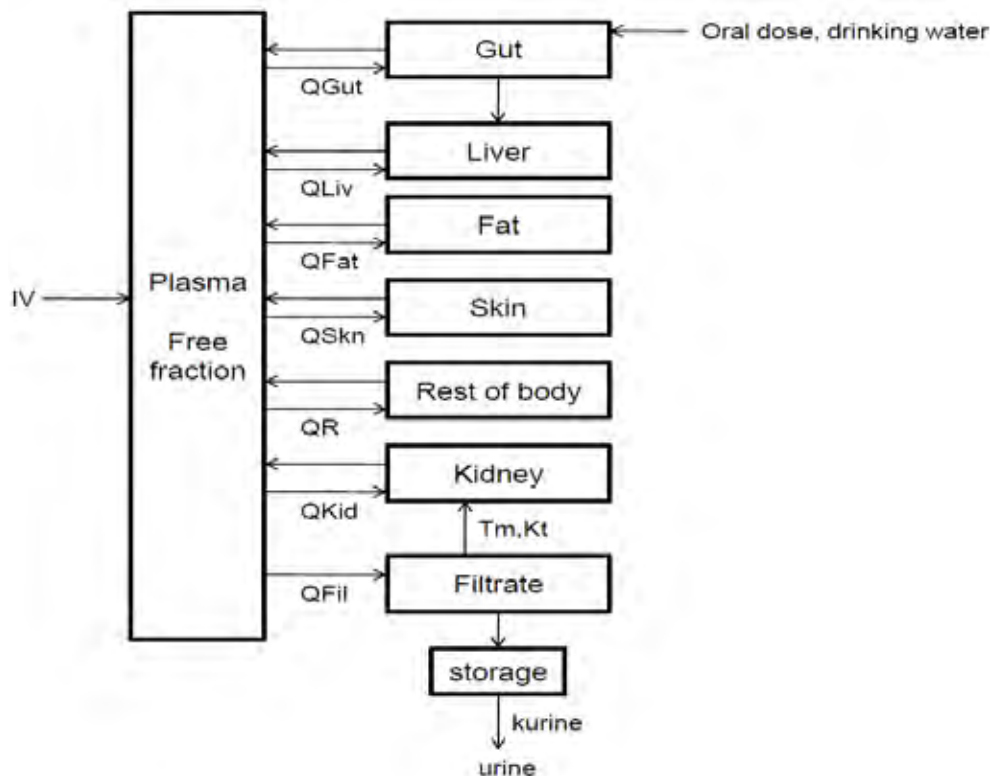 Gut
Oral dose, drinking water
QGut
Liver
QLiv
Fat
QFat
IV
Plasma
Free
fraction
Skin
QSkn
Rest of body
QR
Kidney
QKid
Tm,Kt
Filtrate
QFil
storage
kurine
urine